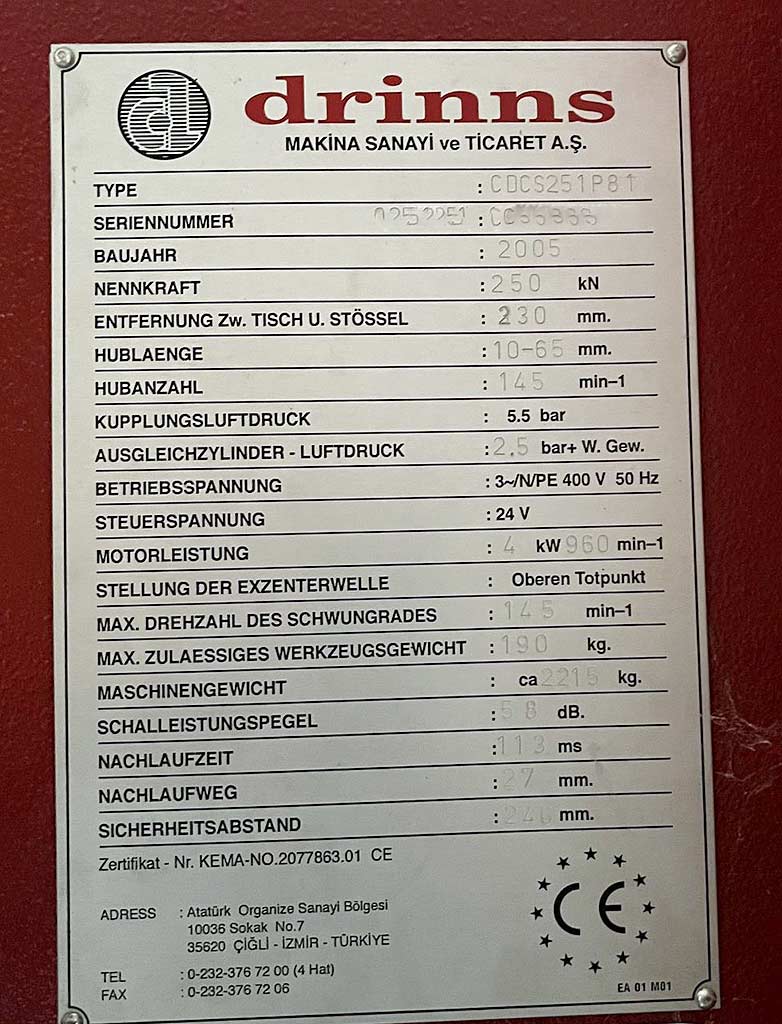 drinns
MAKİNA SANAYİ ve TİCARET A.Ş.
TYPE : CDCS251P81
SERIENNUMMER 0252251 :
BAUJAHR : 2005
NENNKRAFT : 250 kN
ENTFERNUNG Zw. TISCH U. STÖSSEL : 230 mm.
HUBLAENGE : 10-65 mm.
HUBANZAHL : 145 min–1
KUPPLUNGSLUFTDRUCK : 5.5 bar
AUSGLEICHZYLINDER - LUFTDRUCK : 2.5 bar+ W. Gew.
BETRIEBSSPANNUNG : 3~/N/PE 400 V 50 Hz
STEUERSPANNUNG : 24 V
MOTORLEISTUNG : 4 kW 960 min–1
STELLUNG DER EXZENTERWELLE : Oberen Totpunkt
MAX. DREHZAHL DES SCHWUNGRADES : 145 min–1
MAX. ZULAESSIGES WERKZEUGSGEWICHT : 190 kg.
MASCHINENGEWICHT : ca 2215 kg.
SCHALLEISTUNGSPEGEL : 58 dB.
NACHLAUFZEIT : 113 ms
NACHLAUFWEG : 27 mm.
SICHERHEITSABSTAND : mm.
Zertifikat - Nr. KEMA-NO.2077863.01 CE
ADRESS : Atatürk Organize Sanayi Bölgesi
10036 Sokak No.7
35620 ÇİĞLİ - İZMİR - TÜRKİYE
CE
TEL : 0-232-376 72 00 (4 Hat)
FAX : 0-232-376 72 06
EA 01 M01